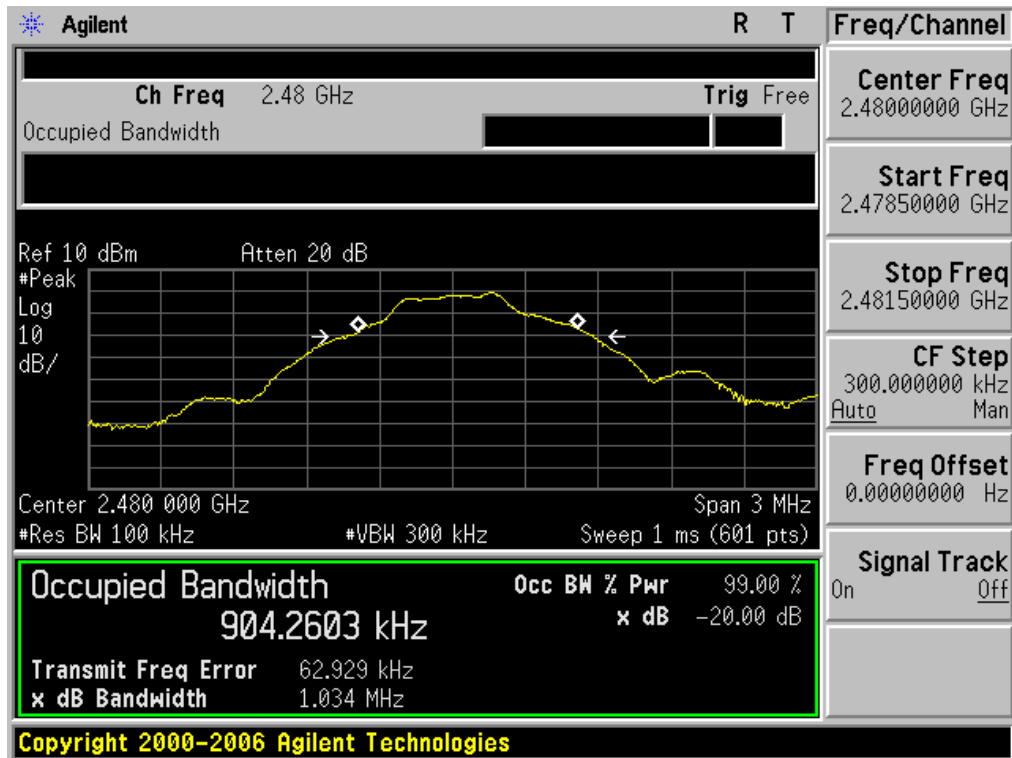 Agilent R T Freq/Channel
Ch Freq 2.48 GHz Trig Free
Occupied Bandwidth
Center Freq
2.48000000 GHz
Start Freq
2.47850000 GHz
Stop Freq
2.48150000 GHz
CF Step
300.000000 kHz
Auto Man
Freq Offset
0.00000000 Hz
Signal Track
On Off
Ref 10 dBm Atten 20 dB
#Peak
Log
10
dB/
Center 2.480 000 GHz Span 3 MHz
#Res BW 100 kHz #VBW 300 kHz Sweep 1 ms (601 pts)
Occupied Bandwidth Occ BW % Pwr 99.00 %
904.2603 kHz x dB -20.00 dB
Transmit Freq Error 62.929 kHz
x dB Bandwidth 1.034 MHz
Copyright 2000-2006 Agilent Technologies